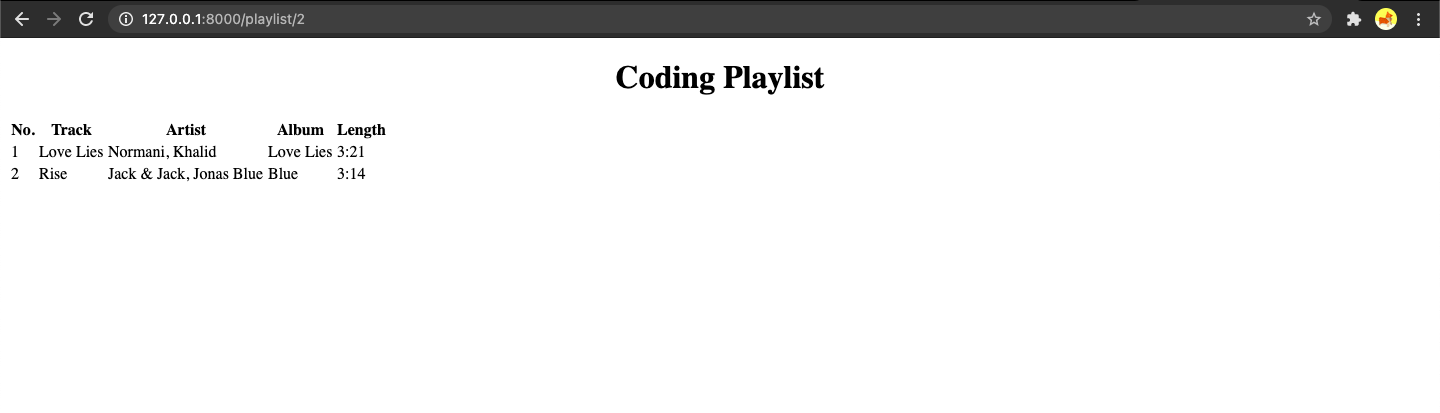 127.0.0.1:8000/playlist/2
Coding Playlist
No. Track Artist Album Length
1 Love Lies Normani, Khalid Love Lies 3:21
2 Rise Jack & Jack, Jonas Blue Blue 3:14